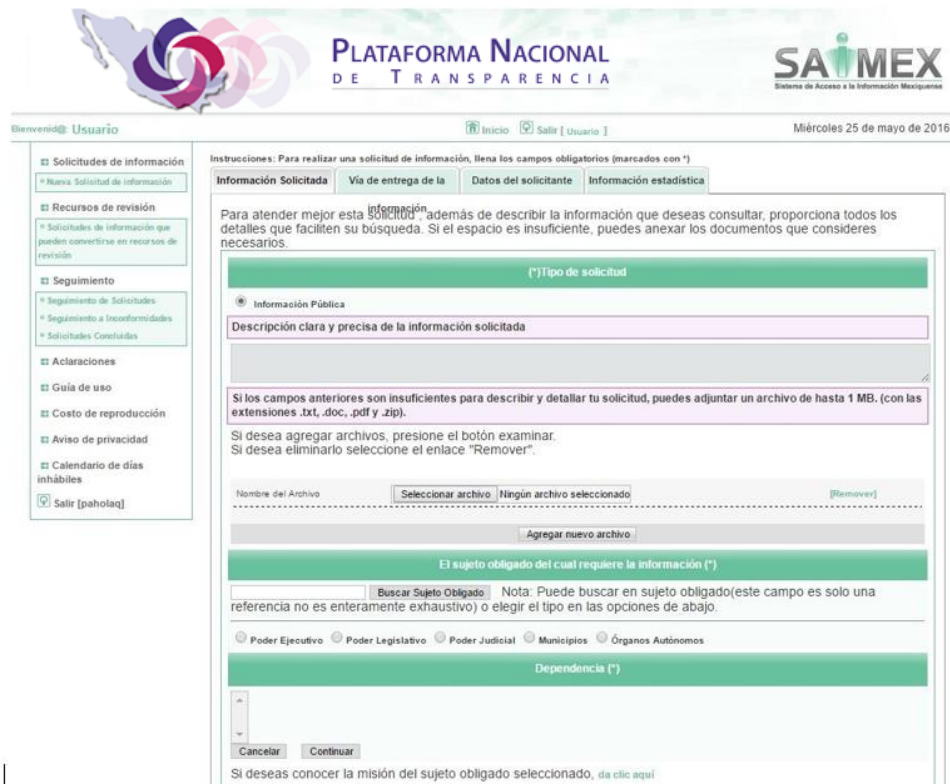 PLATAFORMA NACIONAL
DE TRANSPARENCIA
SAIMEX
Sistema de Acceso a la Información Mexiquense
Bienvenid@: Usuario
Inicio Salir [ Usuario ]
Miércoles 25 de mayo de 2016
Solicitudes de información
Nueva Solicitud de información
Recursos de revisión
Solicitudes de información que
pueden convertirse en recursos de
revisión
Seguimiento
Seguimiento de Solicitudes
Seguimiento a Inconformidades
Solicitudes Concluidas
Aclaraciones
Guía de uso
Costo de reproducción
Aviso de privacidad
Calendario de días
inhábiles
Salir [paholaq]
Instrucciones: Para realizar una solicitud de información, llena los campos obligatorios (marcados con *)
Información Solicitada
Vía de entrega de la
información
Datos del solicitante
Información estadística
Para atender mejor esta solicitud , además de describir la información que deseas consultar, proporciona todos los
detalles que faciliten su búsqueda. Si el espacio es insuficiente, puedes anexar los documentos que consideres
necesarios.
(*)Tipo de solicitud
Información Pública
Descripción clara y precisa de la información solicitada
Si los campos anteriores son insuficientes para describir y detallar tu solicitud, puedes adjuntar un archivo de hasta 1 MB. (con las
extensiones .txt, .doc, .pdf y .zip).
Si desea agregar archivos, presione el botón examinar.
Si desea eliminarlo seleccione el enlace "Remover".
Nombre del Archivo Seleccionar archivo Ningún archivo seleccionado [Remover]
Agregar nuevo archivo
El sujeto obligado del cual requiere la información (*)
Buscar Sujeto Obligado Nota: Puede buscar en sujeto obligado(este campo es solo una
referencia no es enteramente exhaustivo) o elegir el tipo en las opciones de abajo.
Poder Ejecutivo Poder Legislativo Poder Judicial Municipios Órganos Autónomos
Dependencia (*)
Cancelar Continuar
Si deseas conocer la misión del sujeto obligado seleccionado, da clic aquí